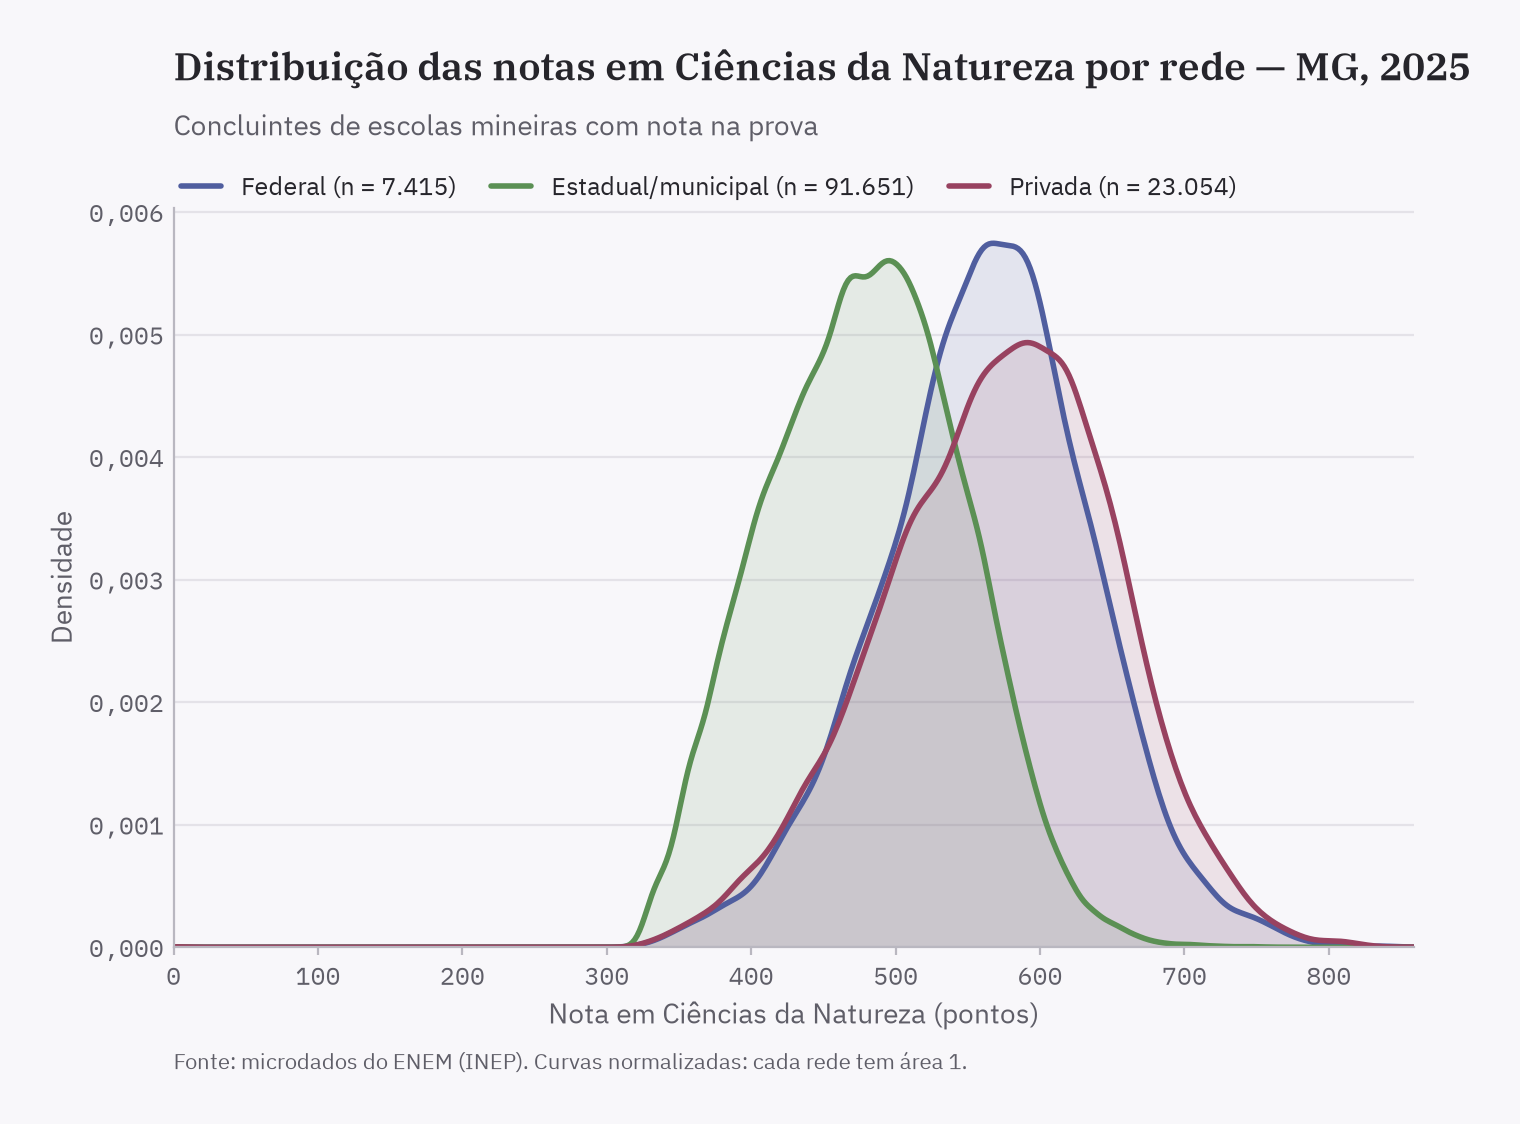 Distribuição das notas em Ciências da Natureza por rede — MG, 2025
Concluintes de escolas mineiras com nota na prova
Federal (n = 7.415) Estadual/municipal (n = 91.651) Privada (n = 23.054)
0,006
0,005
0,004
0,003
0,002
0,001
0,000
Densidade
0 100 200 300 400 500 600 700 800
Nota em Ciências da Natureza (pontos)
Fonte: microdados do ENEM (INEP). Curvas normalizadas: cada rede tem área 1.